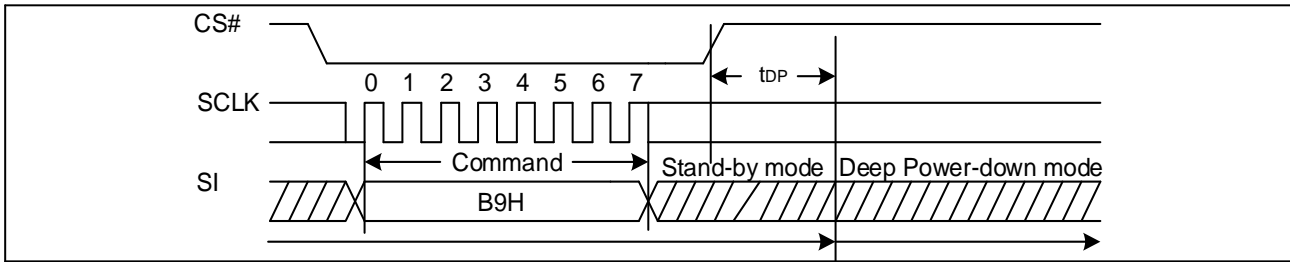 CS#
tDP
0 1 2 3 4 5 6 7
SCLK
Command
Stand-by mode Deep Power-down mode
SI
B9H